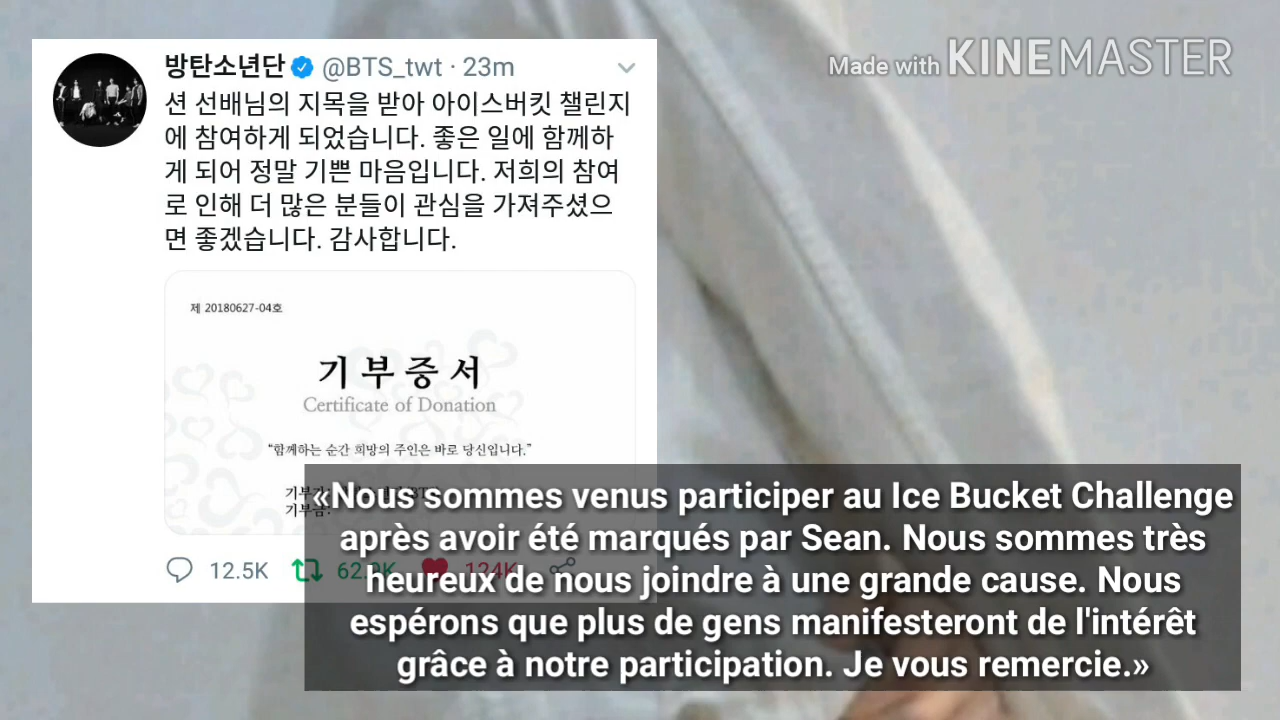 방탄소년단 @BTS_twt · 23m
션 선배님의 지목을 받아 아이스버킷 챌린지
에 참여하게 되었습니다. 좋은 일에 함께하
게 되어 정말 기쁜 마음입니다. 저희의 참여
로 인해 더 많은 분들이 관심을 가져주셨으
면 좋겠습니다. 감사합니다.
제 20180627-04호
기부증서
Certificate of Donation
“함께하는 순간 희망의 주인은 바로 당신입니다.”
12.5K 124K
Made with KINEMASTER
«Nous sommes venus participer au Ice Bucket Challenge
après avoir été marqués par Sean. Nous sommes très
heureux de nous joindre à une grande cause. Nous
espérons que plus de gens manifesteront de l'intérêt
grâce à notre participation. Je vous remercie.»